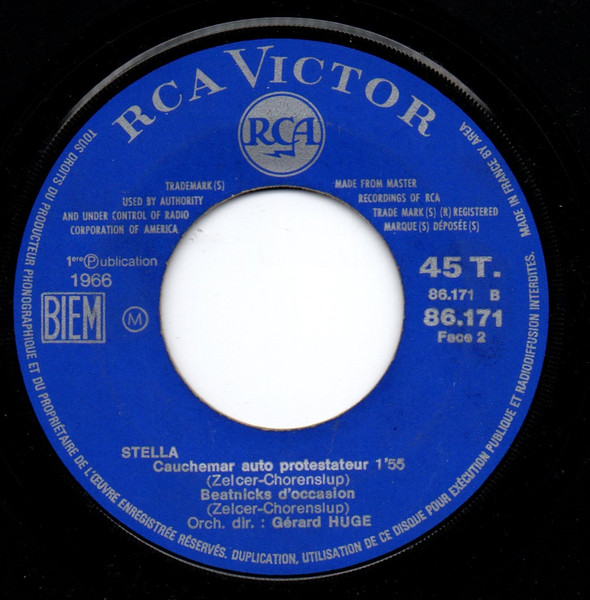 RCA VICTOR
RCA
TRADEMARK(S)
USED BY AUTHORITY
AND UNDER CONTROL OF RADIO
CORPORATION OF AMERICA
MADE FROM MASTER
RECORDINGS OF RCA
TRADE MARK(S) (R) REGISTERED
MARQUE(S) DÉPOSÉE(S)
1ère Ⓟublication
1966
BIEM
M
45 T.
86.171 B
86.171
Face 2
STELLA
Cauchemar auto protestateur 1'55
(Zelcer-Chorenslup)
Beatnicks d'occasion
(Zelcer-Chorenslup)
Orch. dir. : Gérard HUGE
TOUS DROITS DU PRODUCTEUR PHONOGRAPHIQUE ET DU PROPRIÉTAIRE DE L'ŒUVRE ENREGISTRÉE RÉSERVÉS. DUPLICATION, UTILISATION DE CE DISQUE POUR EXÉCUTION PUBLIQUE ET RADIODIFFUSION INTERDITES. MADE IN FRANCE BY AREA